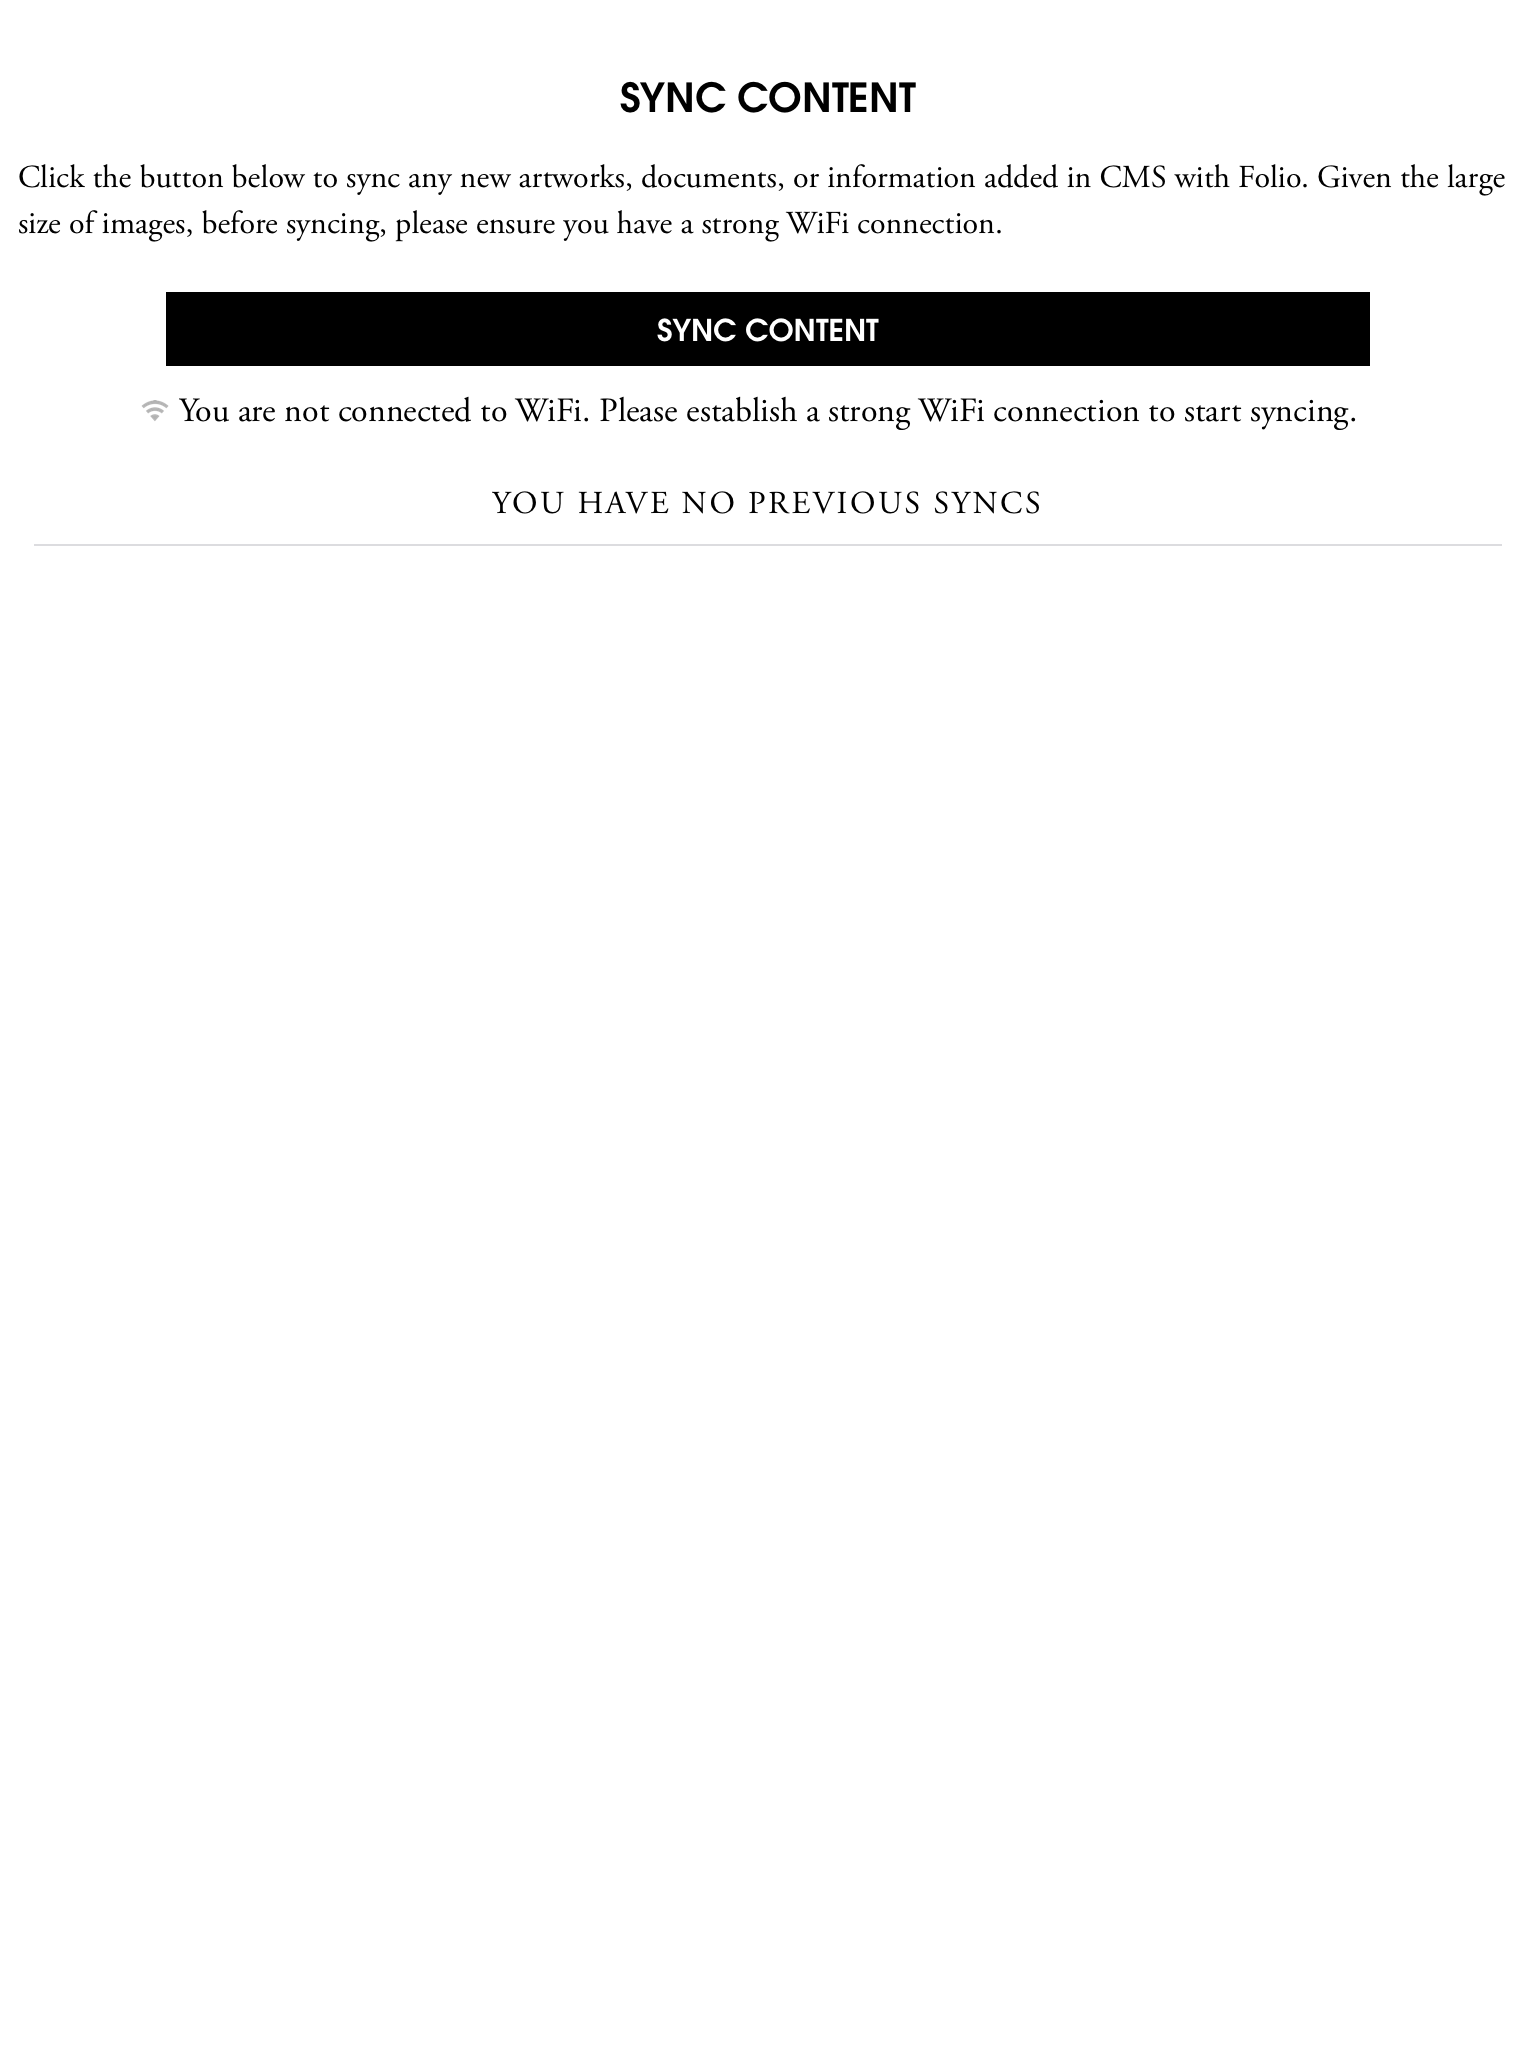 SYNC CONTENT
Click the button below to sync any new artworks, documents, or information added in CMS with Folio. Given the large
size of images, before syncing, please ensure you have a strong WiFi connection.
SYNC CONTENT
You are not connected to WiFi. Please establish a strong WiFi connection to start syncing.
YOU HAVE NO PREVIOUS SYNCS